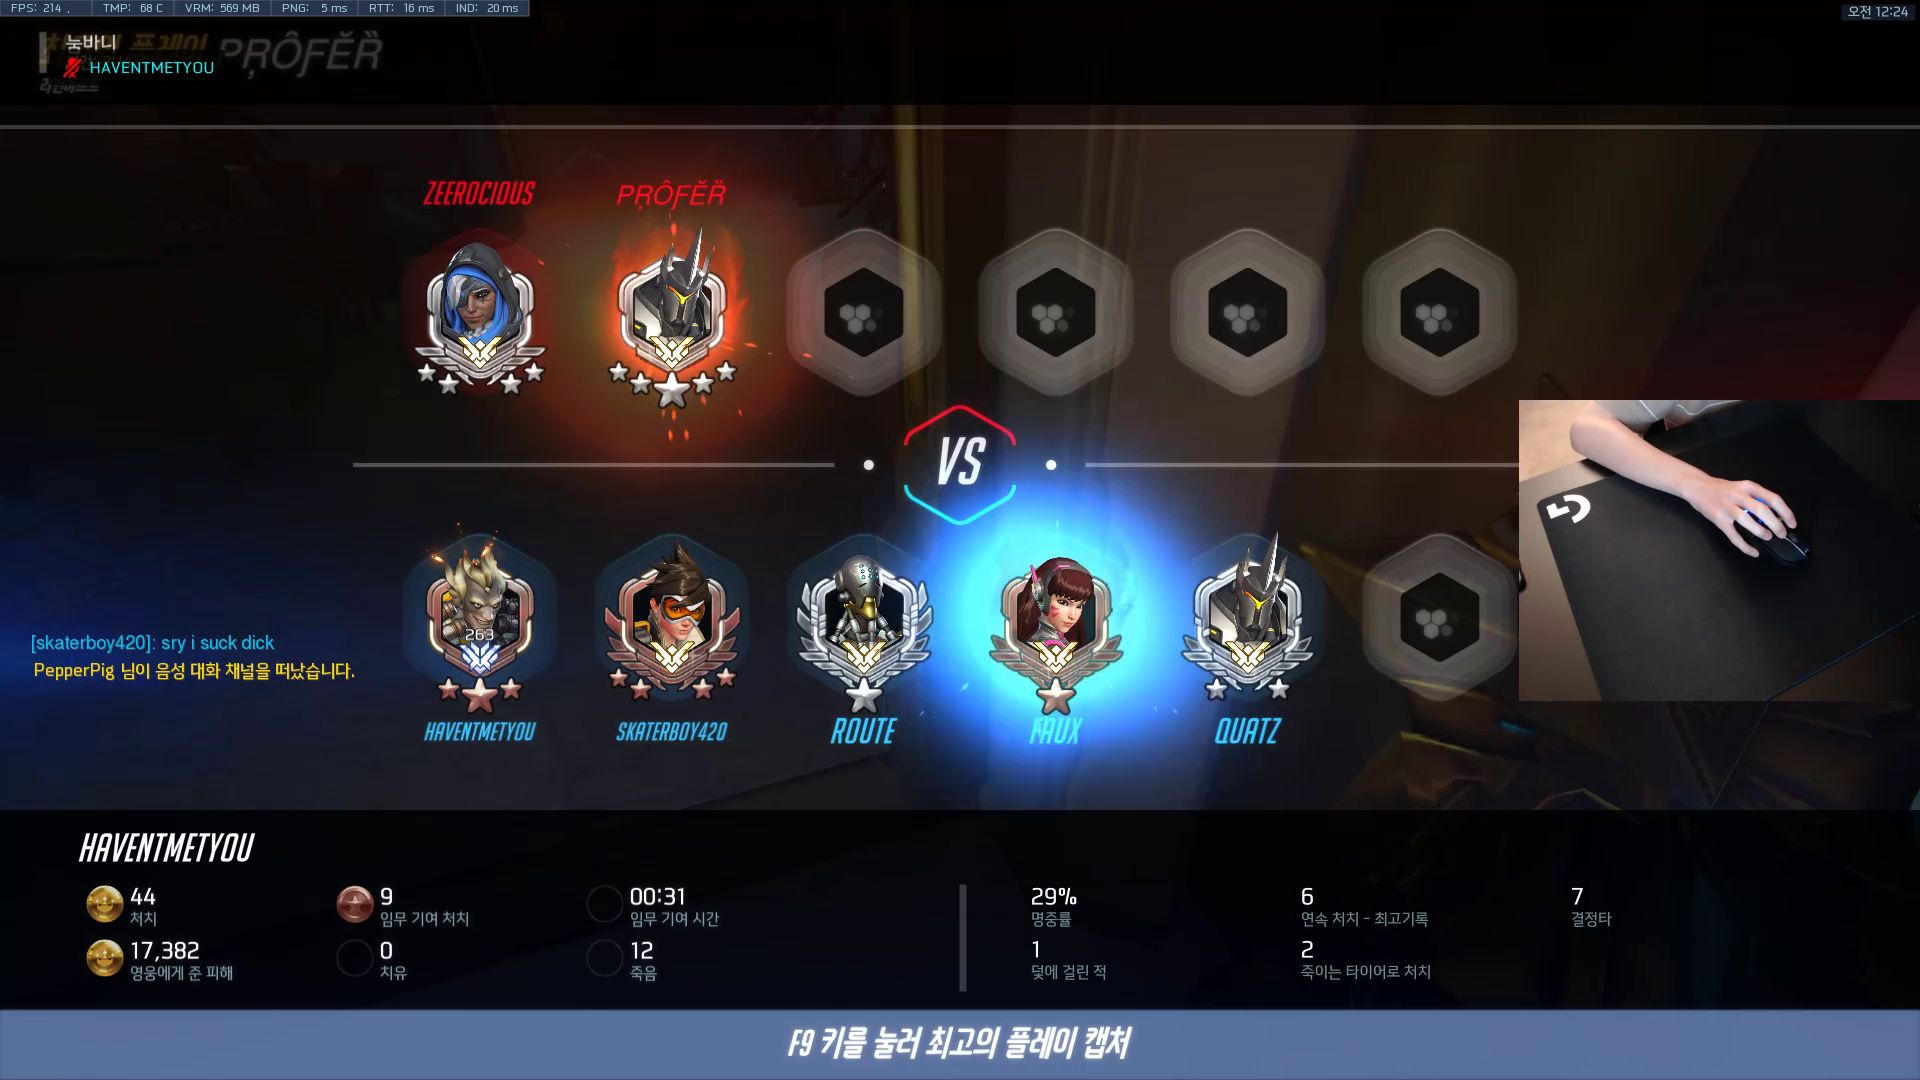 FPS: 214 . TMP: 68 C VRM: 569 MB PNG: 5 ms RTT: 16 ms IND: 20 ms
오전 12:24
눔바니
플레이 PŖÔFĔȐ
HAVENTMETYOU
ZEEROCIOUS PŖÔFĔȐ
VS
263
[skaterboy420]: sry i suck dick
PepperPig 님이 음성 대화 채널을 떠났습니다.
HAVENTMETYOU SKATERBOY420 ROUTE FAUX QUATZ
HAVENTMETYOU
44 9 00:31 29% 6 7
처치 임무 기여 처치 임무 기여 시간 명중률 연속 처치 - 최고기록 결정타
17,382 0 12 1 2
영웅에게 준 피해 치유 죽음 덫에 걸린 적 죽이는 타이어로 처치
F9 키를 눌러 최고의 플레이 캡처